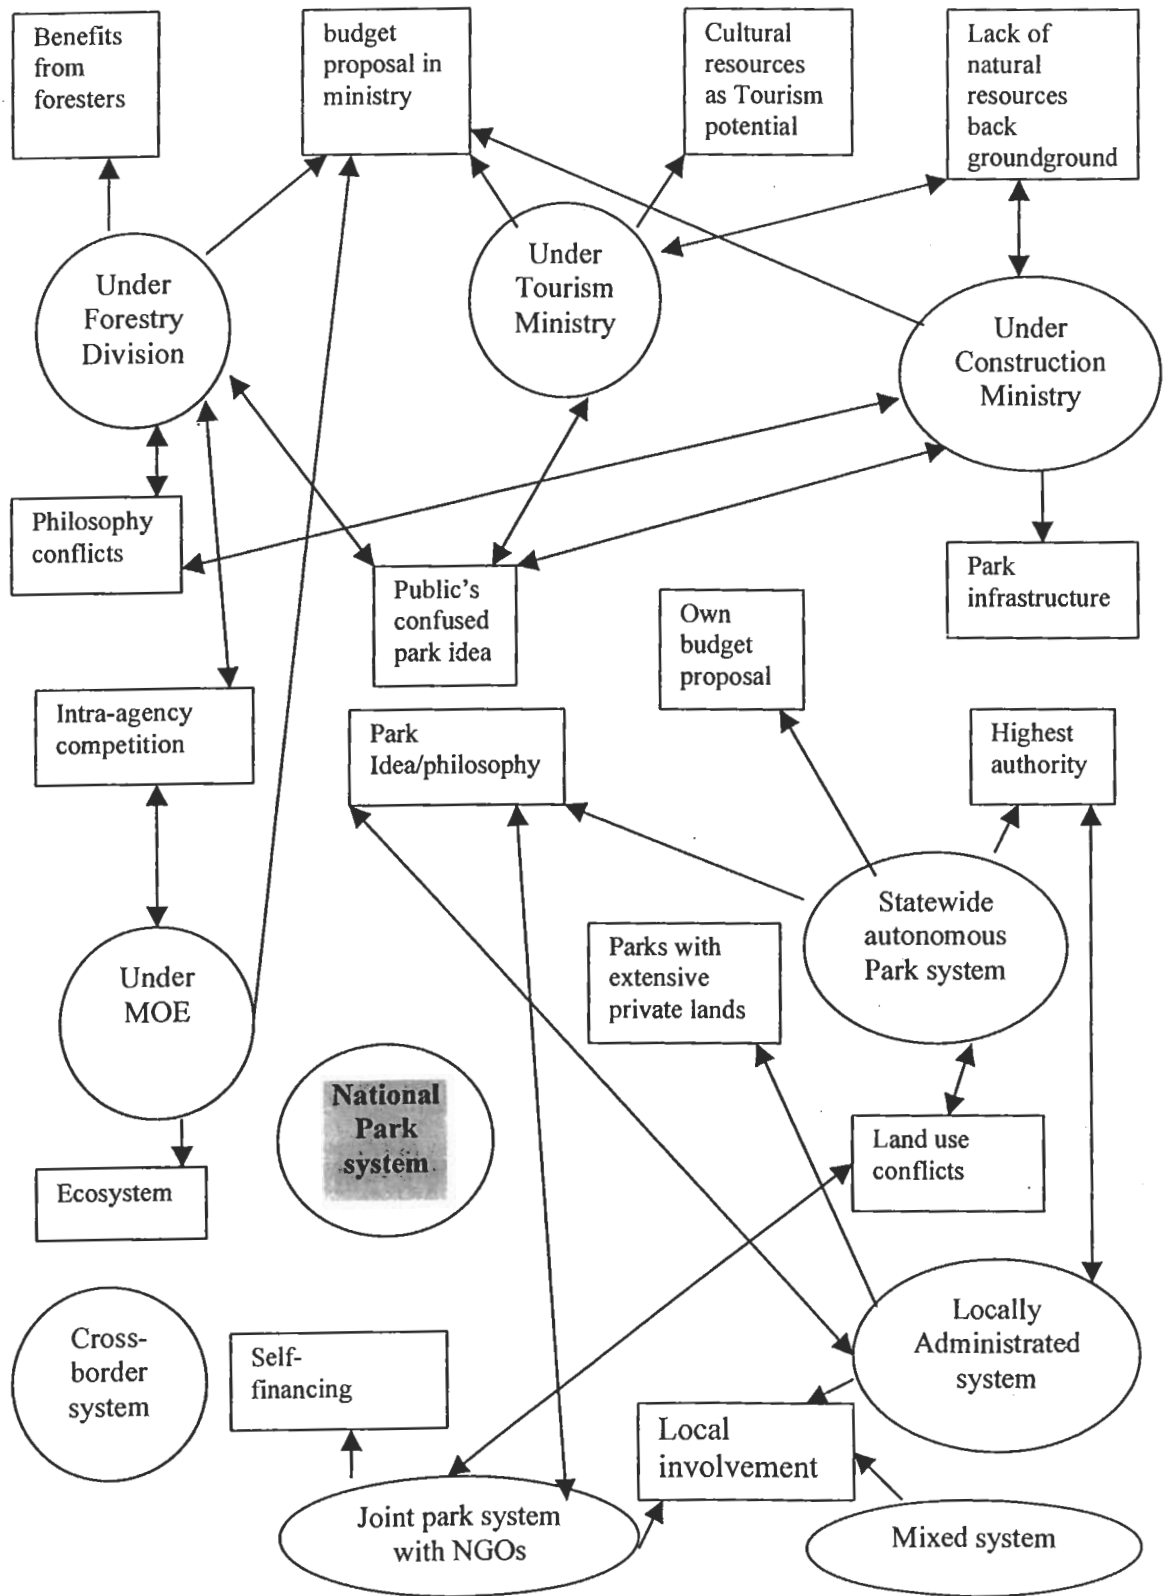 Benefits
from
foresters
budget
proposal in
ministry
Cultural
resources
as Tourism
potential
Lack of
natural
resources
back
groundground
Under
Forestry
Division
Under
Tourism
Ministry
Under
Construction
Ministry
Philosophy
conflicts
Public's
confused
park idea
Park
infrastructure
Own
budget
proposal
Intra-agency
competition
Park
Idea/philosophy
Highest
authority
Statewide
autonomous
Park system
Parks with
extensive
private lands
Under
MOE
National
Park
system
Land use
conflicts
Ecosystem
Cross-
border
system
Self-
financing
Locally
Administrated
system
Local
involvement
Joint park system
with NGOs
Mixed system